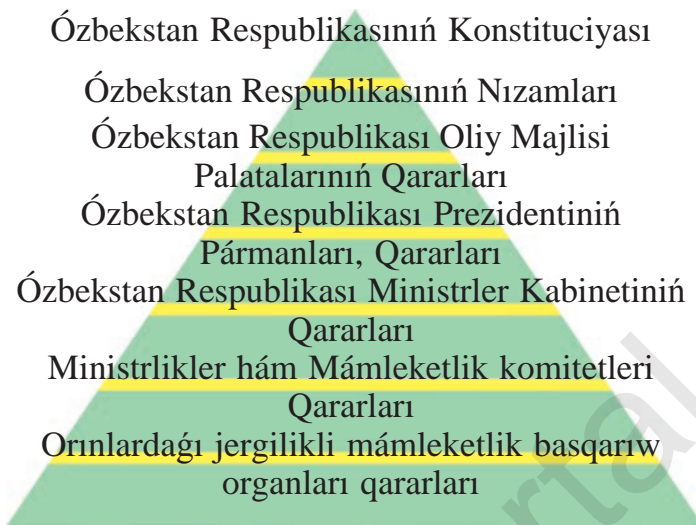 Ózbekstan Respublikasınıń Konstituciyası
Ózbekstan Respublikasınıń Nızamları
Ózbekstan Respublikası Oliy Majlisi
Palatalarınıń Qararları
Ózbekstan Respublikası Prezidentiniń
Pármanları, Qararları
Ózbekstan Respublikası Ministrler Kabinetiniń
Qararları
Ministrlikler hám Mámleketlik komitetleri
Qararları
Orınlardaǵı jergilikli mámleketlik basqarıw
organları qararları